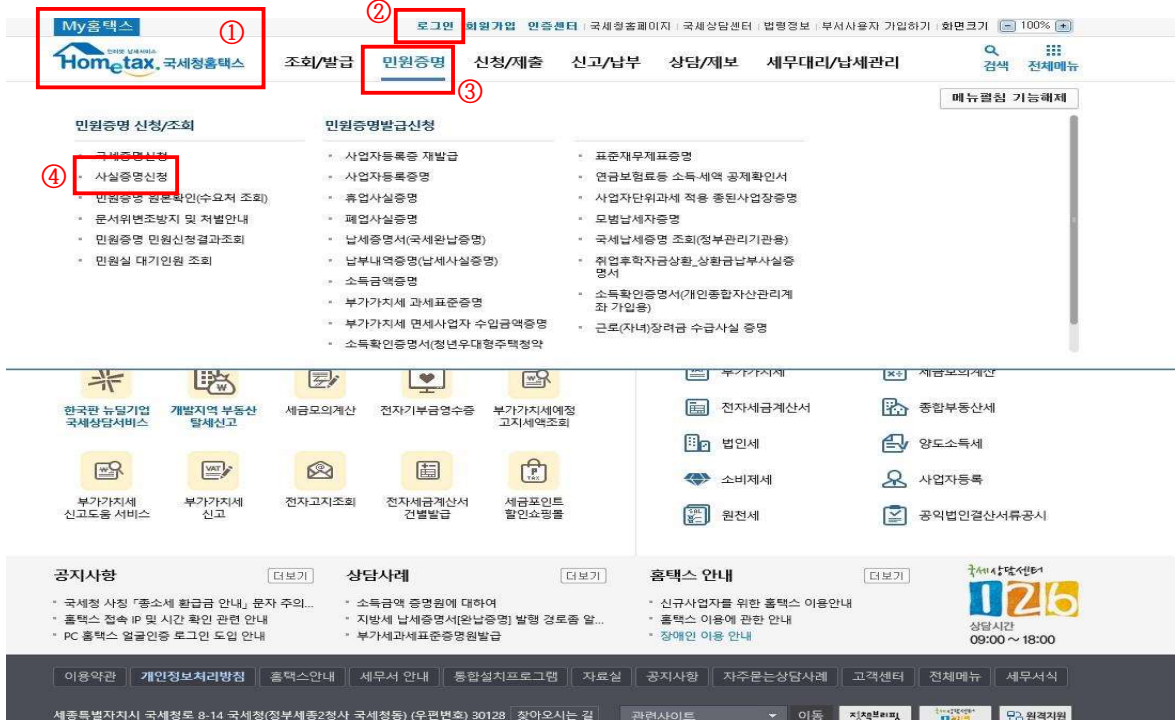 My홈택스
①
②
로그인 회원가입 인증센터 국세청홈페이지 국세상담센터 법령정보 부서사용자 가입하기 화면크기 - 100% +
Hometax. 국세청홈택스
조회/발급 민원증명 신청/제출 신고/납부 상담/제보 세무대리/납세관리 검색 전체메뉴
③
메뉴펼침 기능해제
민원증명 신청/조회
국세증명신청
④ 사실증명신청
민원증명 원본확인(수요처 조회)
문서위변조방지 및 처벌안내
민원증명 민원신청결과조회
민원실 대기인원 조회
민원증명발급신청
사업자등록증 재발급
사업자등록증명
휴업사실증명
폐업사실증명
납세증명서(국세완납증명)
납부내역증명(납세사실증명)
소득금액증명
부가가치세 과세표준증명
부가가치세 면세사업자 수입금액증명
소득확인증명서(청년우대형주택청약
표준재무제표증명
연금보험료등 소득·세액 공제확인서
사업자단위과세 적용 종된사업장증명
모범납세자증명
국세납세증명 조회(정부관리기관용)
취업후학자금상환_상환금납부사실증
명서
소득확인증명서(개인종합자산관리계
좌 가입용)
근로(자녀)장려금 수급사실 증명
한국판 뉴딜기업
국세상담서비스
개발지역 부동산
탈세신고
세금모의계산
전자기부금영수증
부가가치세예정
고지세액조회
부가가치세
신고도움 서비스
VAT
부가가치세
신고
전자고지조회
전자세금계산서
건별발급
TAX
세금포인트
할인쇼핑몰
부가가치세
세금모의계산
전자세금계산서
종합부동산세
법인세
양도소득세
소비제세
사업자등록
원천세
공익법인결산서류공시
공지사항 더보기
국세청 사칭 「종소세 환급금 안내」 문자 주의...
홈택스 접속 IP 및 시간 확인 관련 안내
PC 홈택스 얼굴인증 로그인 도입 안내
상담사례 더보기
소득금액 증명원에 대하여
지방세 납세증명서[완납증명] 발행 경로좀 알...
부가세과세표준증명원발급
홈택스 안내 더보기
신규사업자를 위한 홈택스 이용안내
홈택스 이용에 관한 안내
장애인 이용 안내
국세상담센터
126
상담시간
09:00 ~ 18:00
이용약관 개인정보처리방침 홈택스안내 세무서 안내 통합설치프로그램 자료실 공지사항 자주묻는상담사례 고객센터 전체메뉴 세무서식
세종특별자치시 국세청로 8-14 국세청(정부세종2청사 국세청동) (우편번호) 30128 찾아오시는 길 관련사이트 이동 원격지원